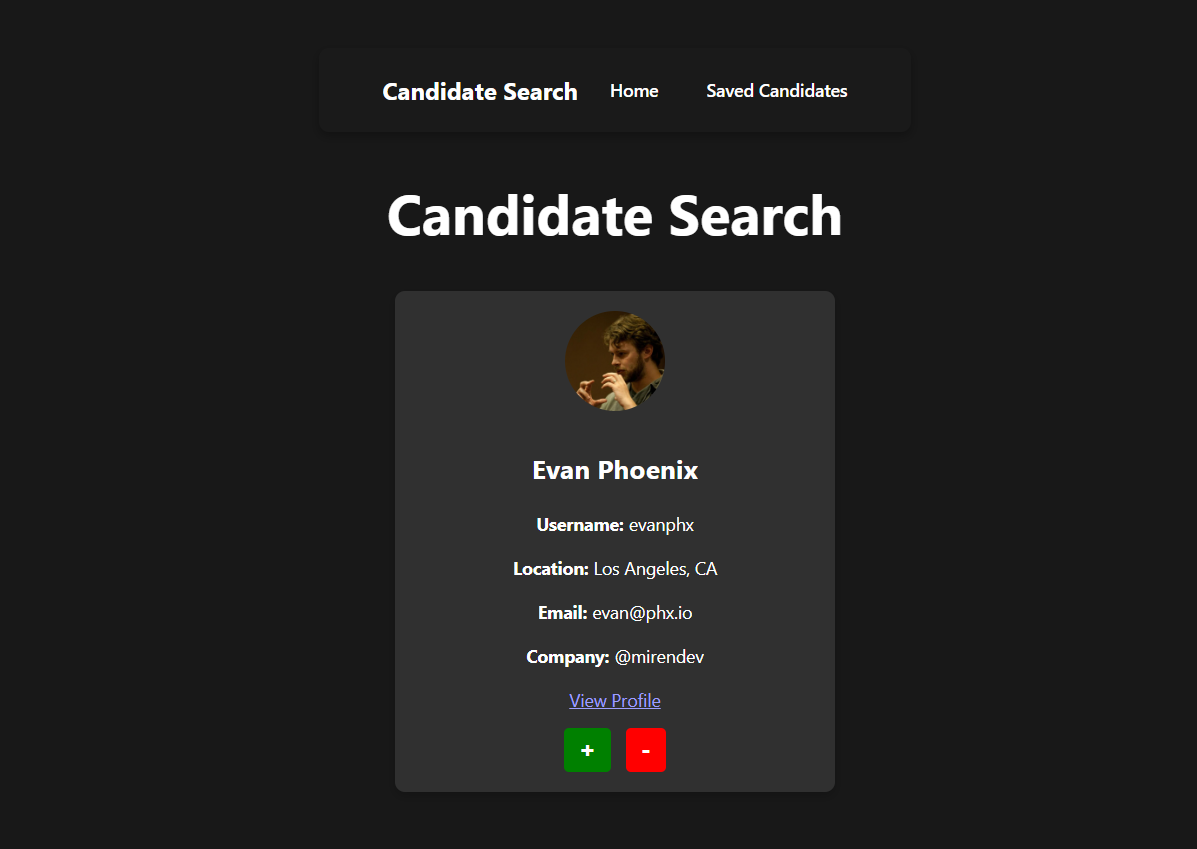 Candidate Search Home Saved Candidates
Candidate Search
Evan Phoenix
Username: evanphx
Location: Los Angeles, CA
Email: evan@phx.io
Company: @mirendev
View Profile
+ -